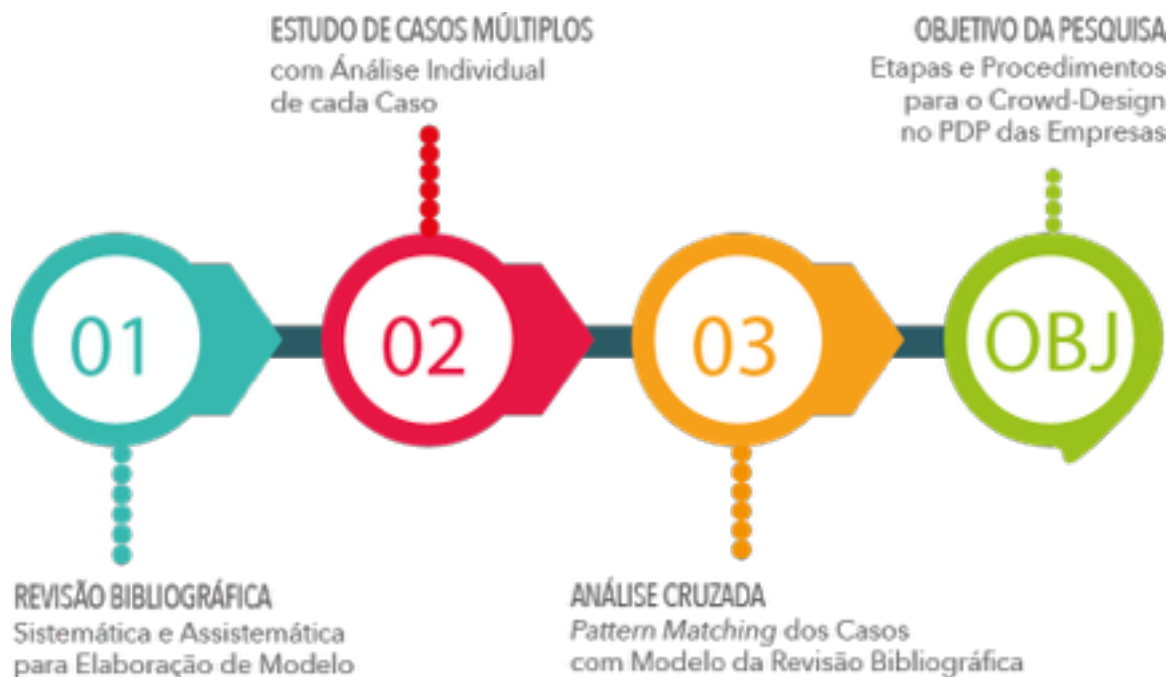 ESTUDO DE CASOS MÚLTIPLOS
com Ánálise Individual
de cada Caso
OBJETIVO DA PESQUISA
Etapas e Procedimentos
para o Crowd-Design
no PDP das Empresas
01
02
03
OBJ
REVISÃO BIBLIOGRÁFICA
Sistemática e Assistemática
para Elaboração de Modelo
ANÁLISE CRUZADA
Pattern Matching dos Casos
com Modelo da Revisão Bibliográfica